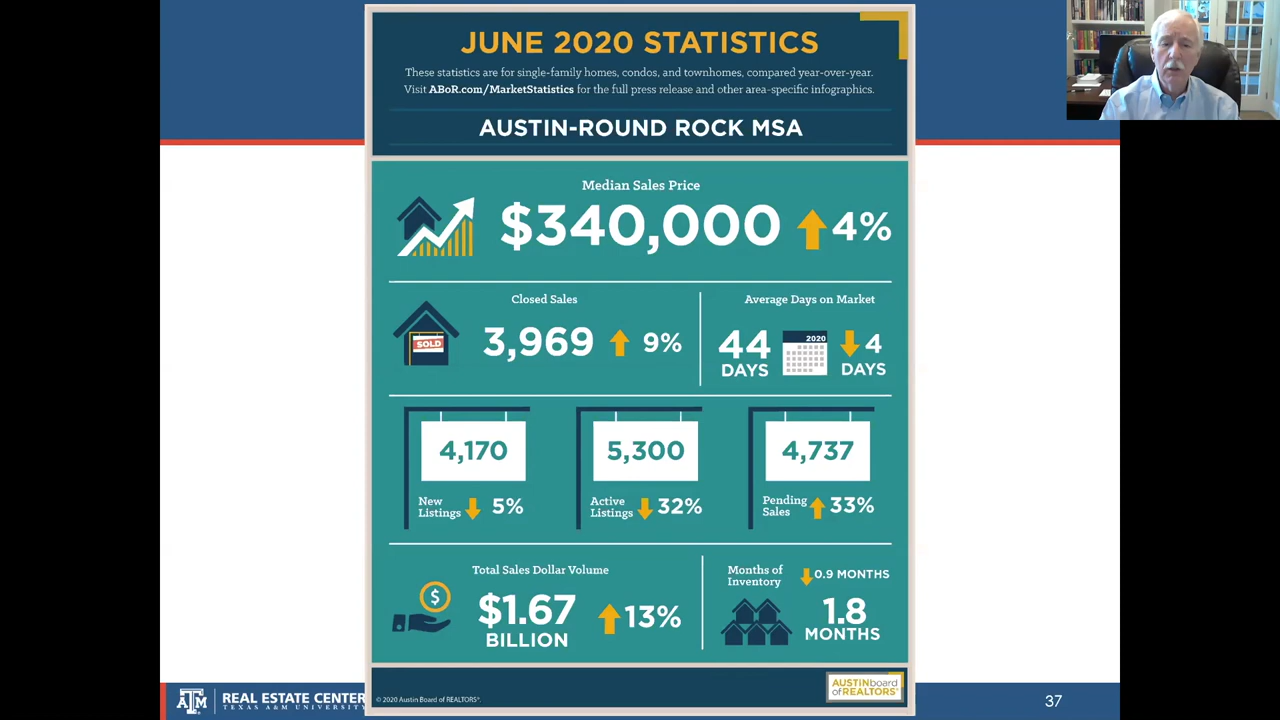 JUNE 2020 STATISTICS
These statistics are for single-family homes, condos, and townhomes, compared year-over-year.
Visit ABoR.com/MarketStatistics for the full press release and other area-specific infographics.
AUSTIN-ROUND ROCK MSA
Median Sales Price
$340,000 4%
Closed Sales
SOLD
3,969 9%
Average Days on Market
44
DAYS
2020
4
DAYS
4,170
New
Listings 5%
5,300
Active
Listings 32%
4,737
Pending
Sales 33%
Total Sales Dollar Volume
$
$1.67
BILLION
13%
Months of
Inventory
0.9 MONTHS
1.8
MONTHS
© 2020 Austin Board of REALTORS®.
AUSTINboard
of REALTORS®
ATM
REAL ESTATE CENTER
TEXAS A&M UNIVERSITY
37